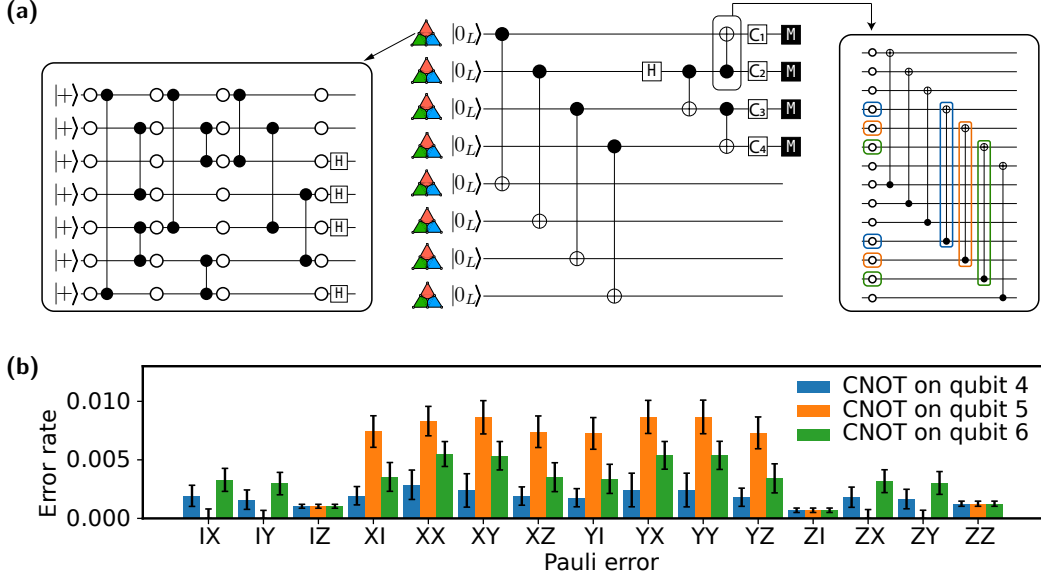 (a)
|0_L⟩ C₁ M
|+⟩ |0_L⟩ H C₂ M
|+⟩ |0_L⟩ C₃ M
|+⟩ H |0_L⟩ C₄ M
|+⟩ H |0_L⟩
|+⟩ H |0_L⟩
|+⟩ |0_L⟩
|+⟩ H |0_L⟩
(b)
Error rate
0.010
0.005
0.000
CNOT on qubit 4
CNOT on qubit 5
CNOT on qubit 6
IX IY IZ XI XX XY XZ YI YX YY YZ ZI ZX ZY ZZ
Pauli error